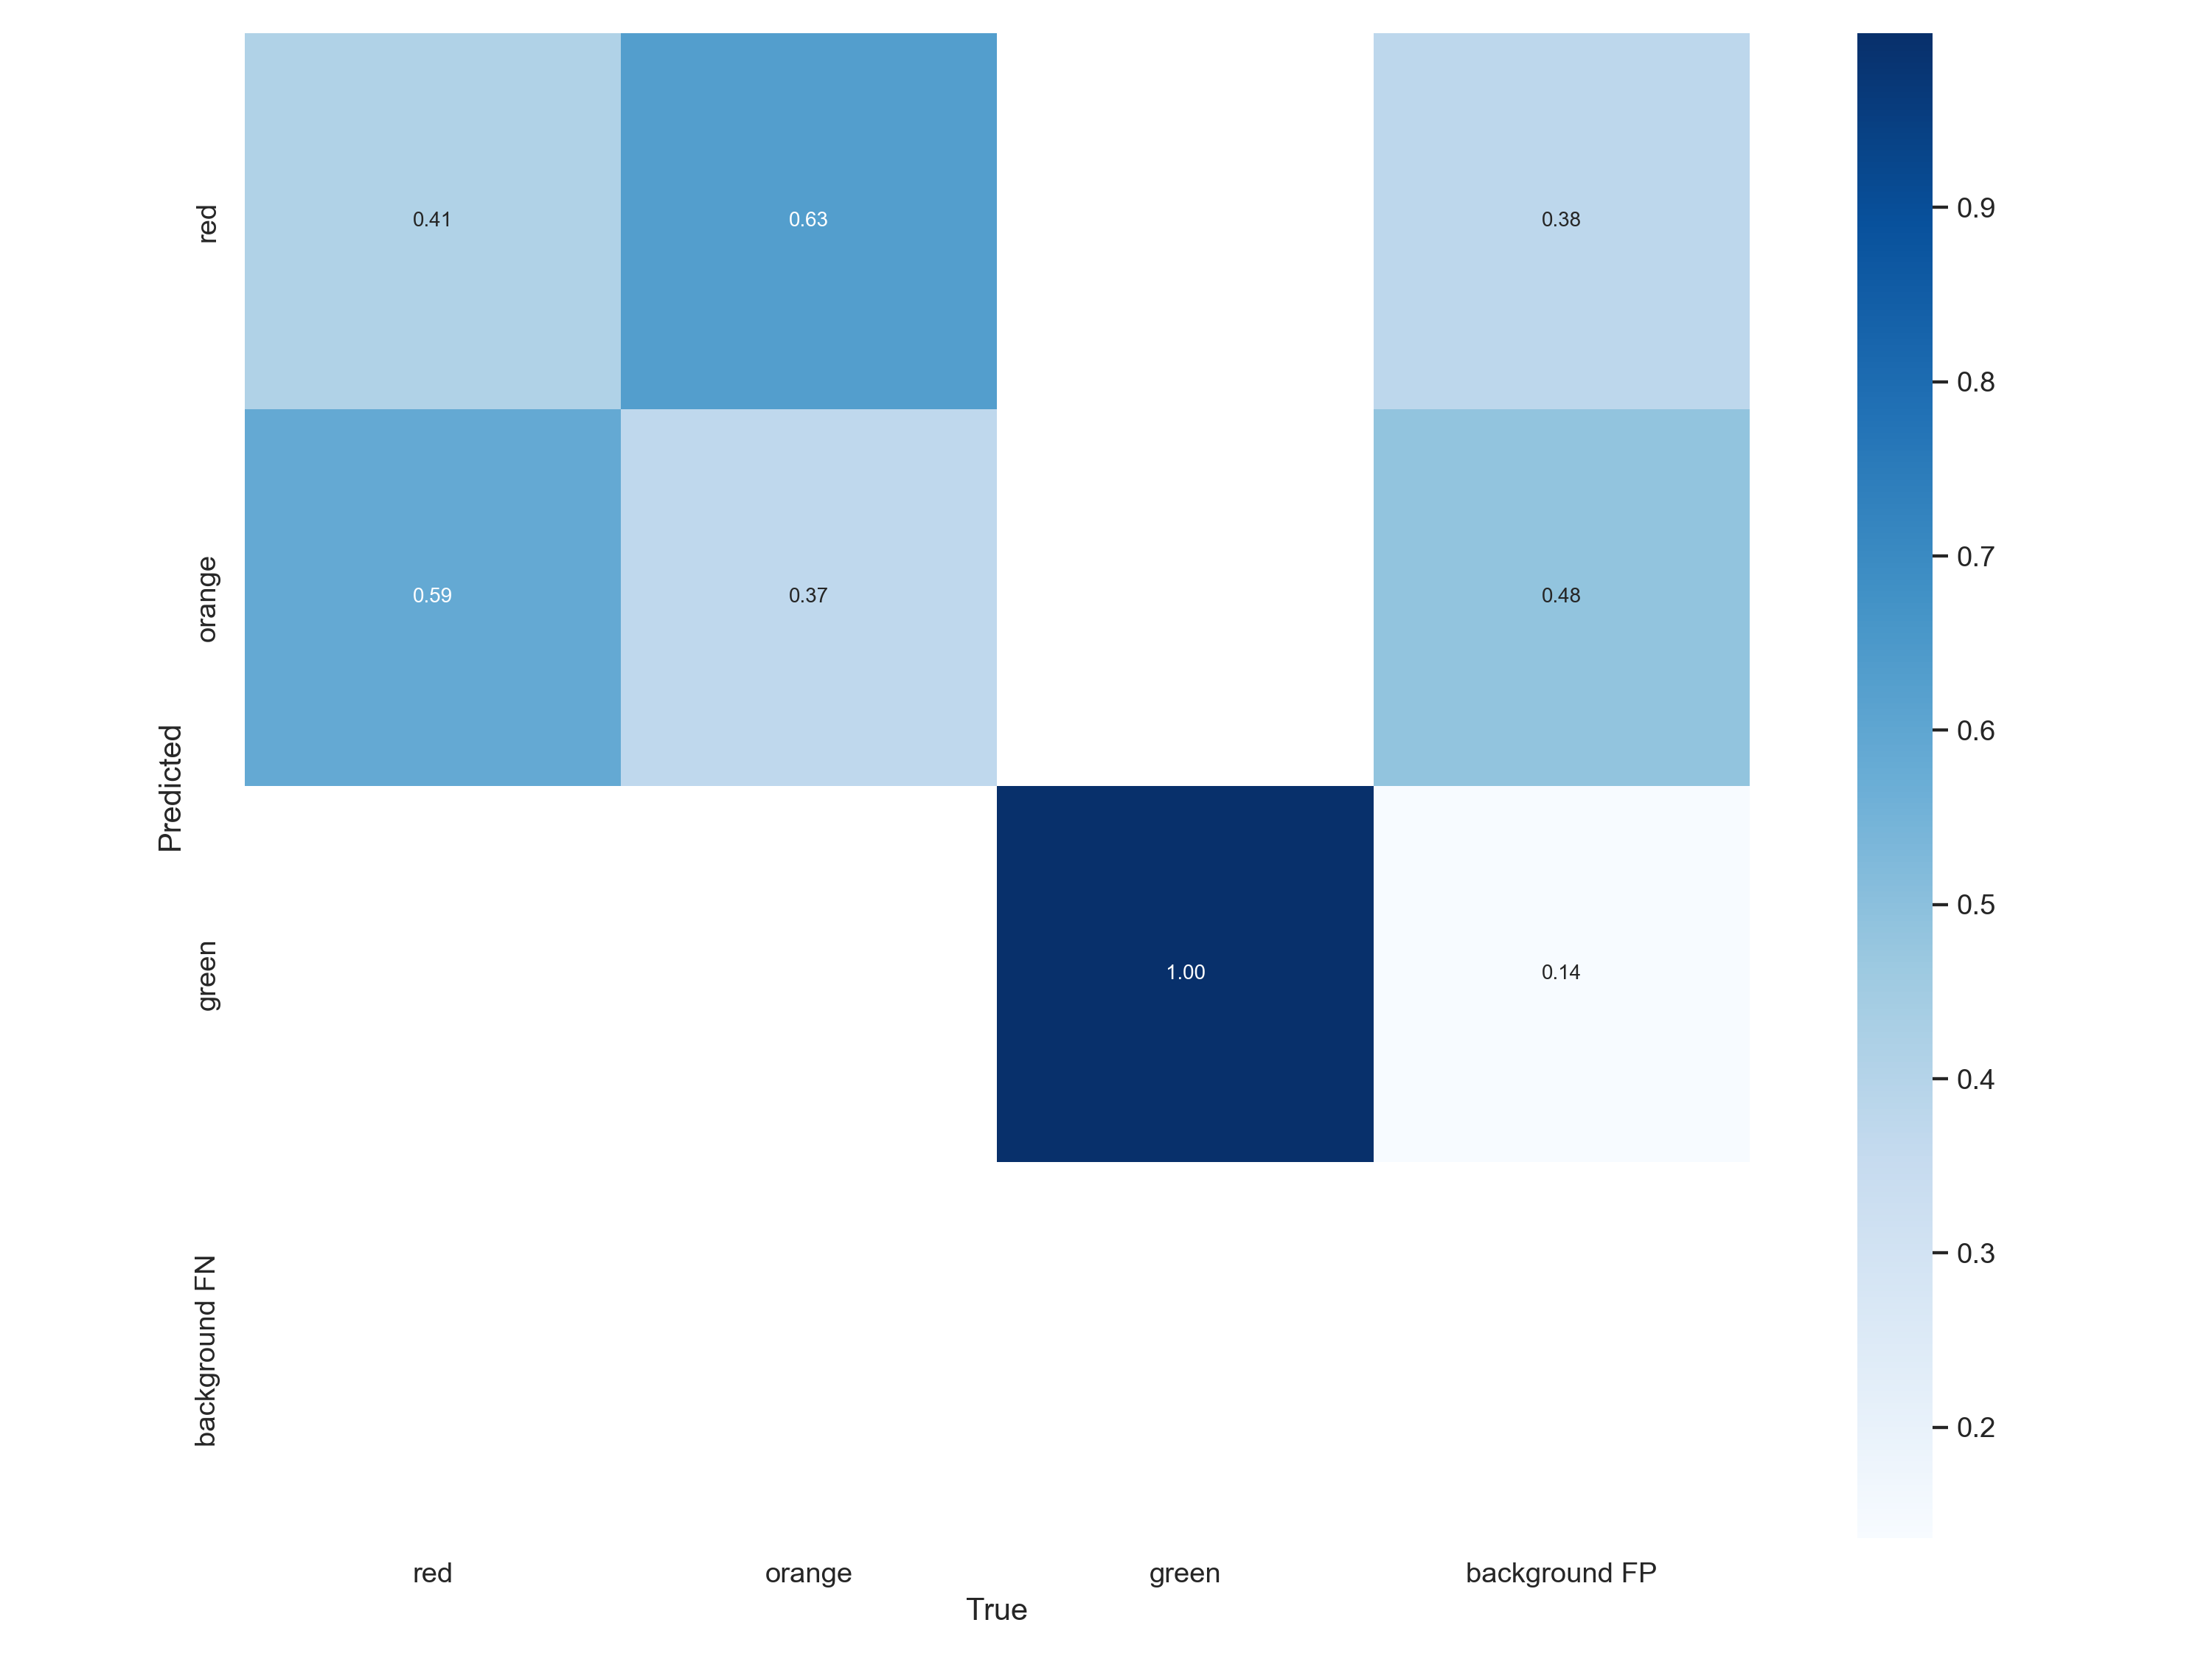 0.41 0.63 0.38
0.59 0.37 0.48
1.00 0.14
red
orange
green
background FN
Predicted
red orange green background FP
True
0.9
0.8
0.7
0.6
0.5
0.4
0.3
0.2